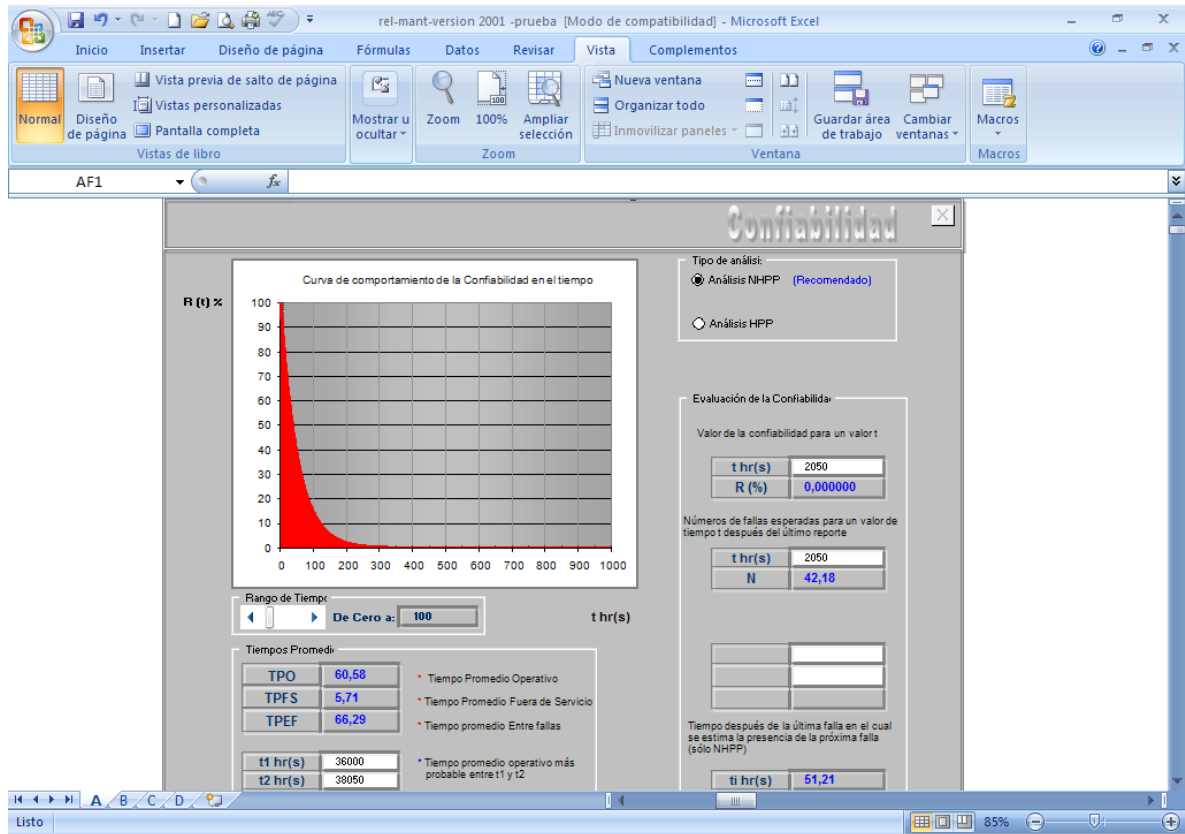 rel-mant-version 2001 -prueba [Modo de compatibilidad] - Microsoft Excel
Inicio Insertar Diseño de página Fórmulas Datos Revisar Vista Complementos
Normal
Diseño de página
Vista previa de salto de página
Vistas personalizadas
Pantalla completa
Vistas de libro
Mostrar u ocultar
Zoom
100%
100
Ampliar selección
Zoom
Nueva ventana
Organizar todo
Inmovilizar paneles
Guardar área de trabajo
Cambiar ventanas
Ventana
Macros
Macros
AF1
fx
Confiabilidad
X
Curva de comportamiento de la Confiabilidad en el tiempo
R (t) %
100
90
80
70
60
50
40
30
20
10
0
0 100 200 300 400 500 600 700 800 900 1000
Rango de Tiempo
De Cero a: 100
t hr(s)
Tiempos Promedi
TPO 60,58 * Tiempo Promedio Operativo
TPFS 5,71 * Tiempo Promedio Fuera de Servicio
TPEF 66,29 * Tiempo promedio Entre fallas
t1 hr(s) 36000 * Tiempo promedio operativo más
t2 hr(s) 38050 probable entre t1 y t2
Tipo de análisi:
Análisis NHPP (Recomendado)
Análisis HPP
Evaluación de la Confiabilida
Valor de la confiabilidad para un valor t
t hr(s) 2050
R (%) 0,000000
Números de fallas esperadas para un valor de
tiempo t después del último reporte
t hr(s) 2050
N 42,18
Tiempo después de la última falla en el cual
se estima la presencia de la próxima falla
(sólo NHPP)
ti hr(s) 51,21
A B C D
Listo
85%